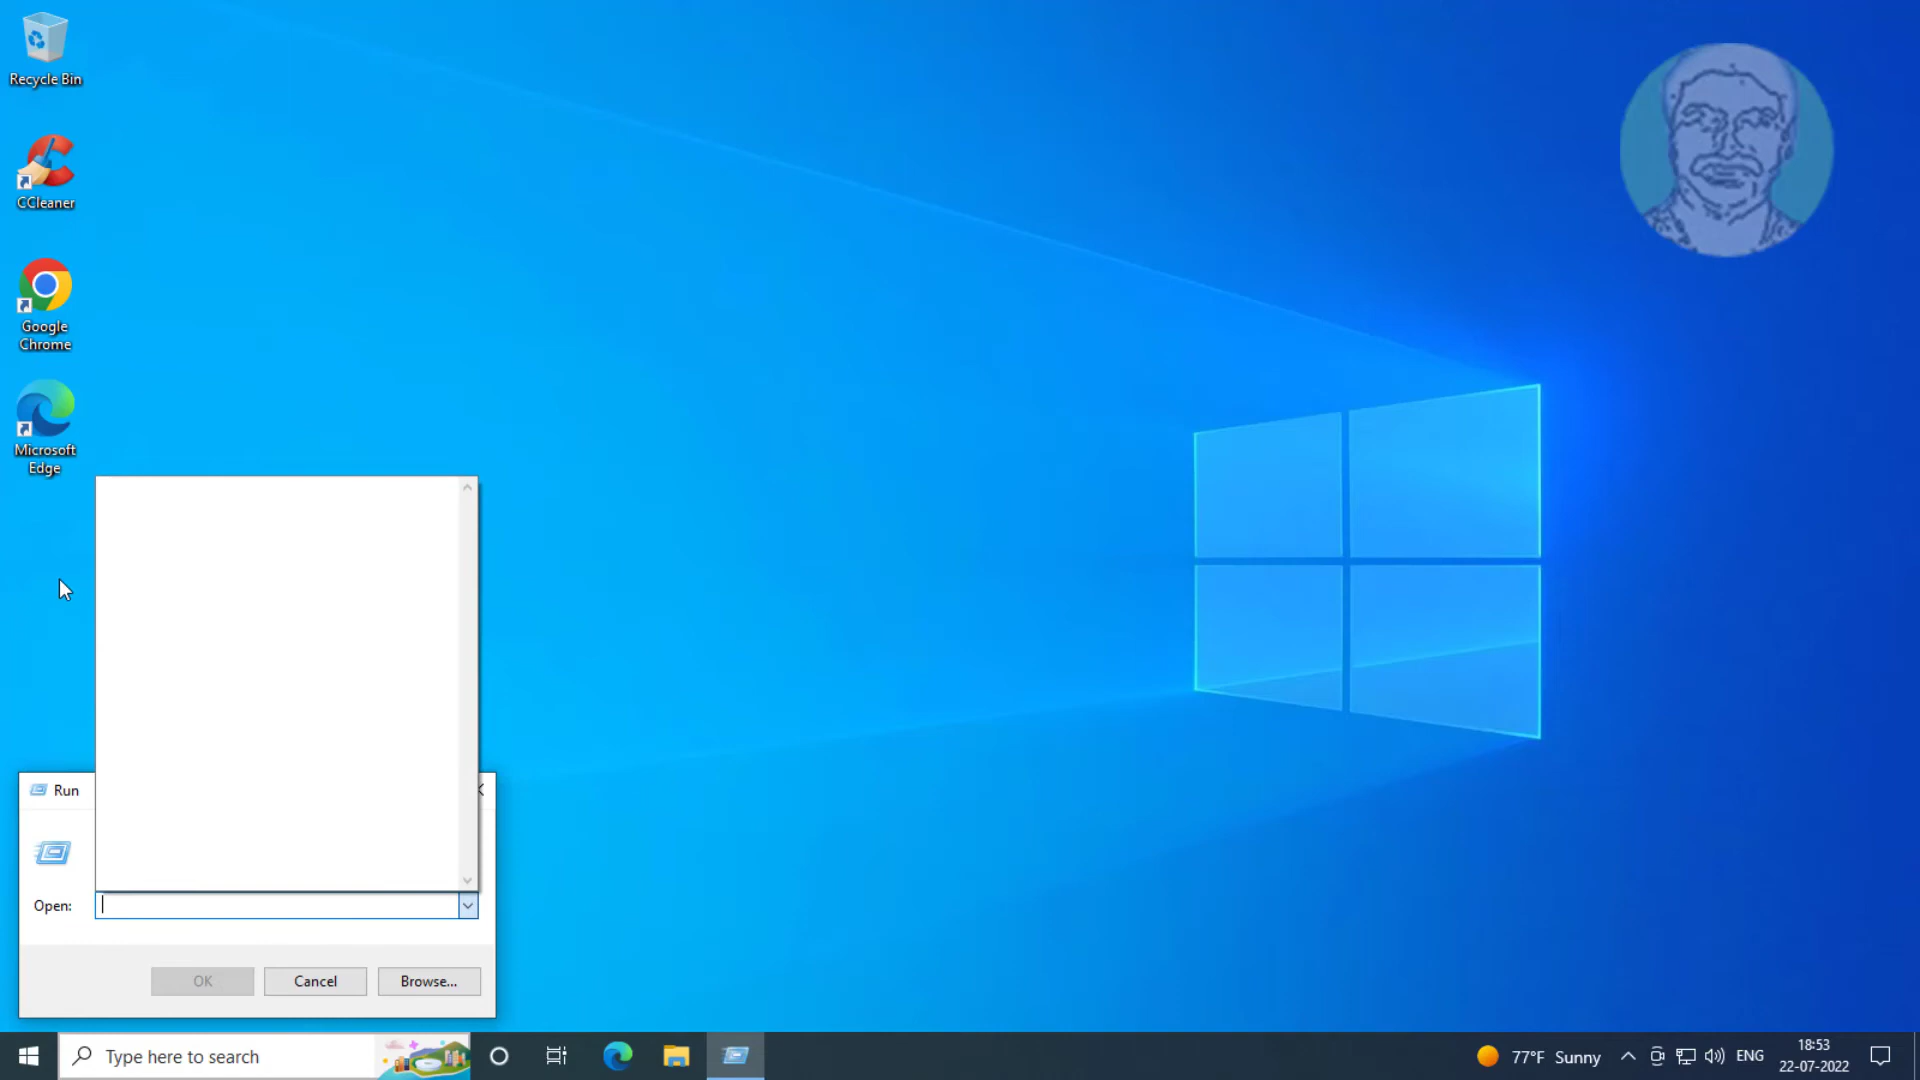 Recycle Bin
CCleaner
Google
Chrome
Microsoft
Edge
Run
Open:
OK
Cancel
Browse...
Type here to search
77°F Sunny
ENG
18:53
22-07-2022